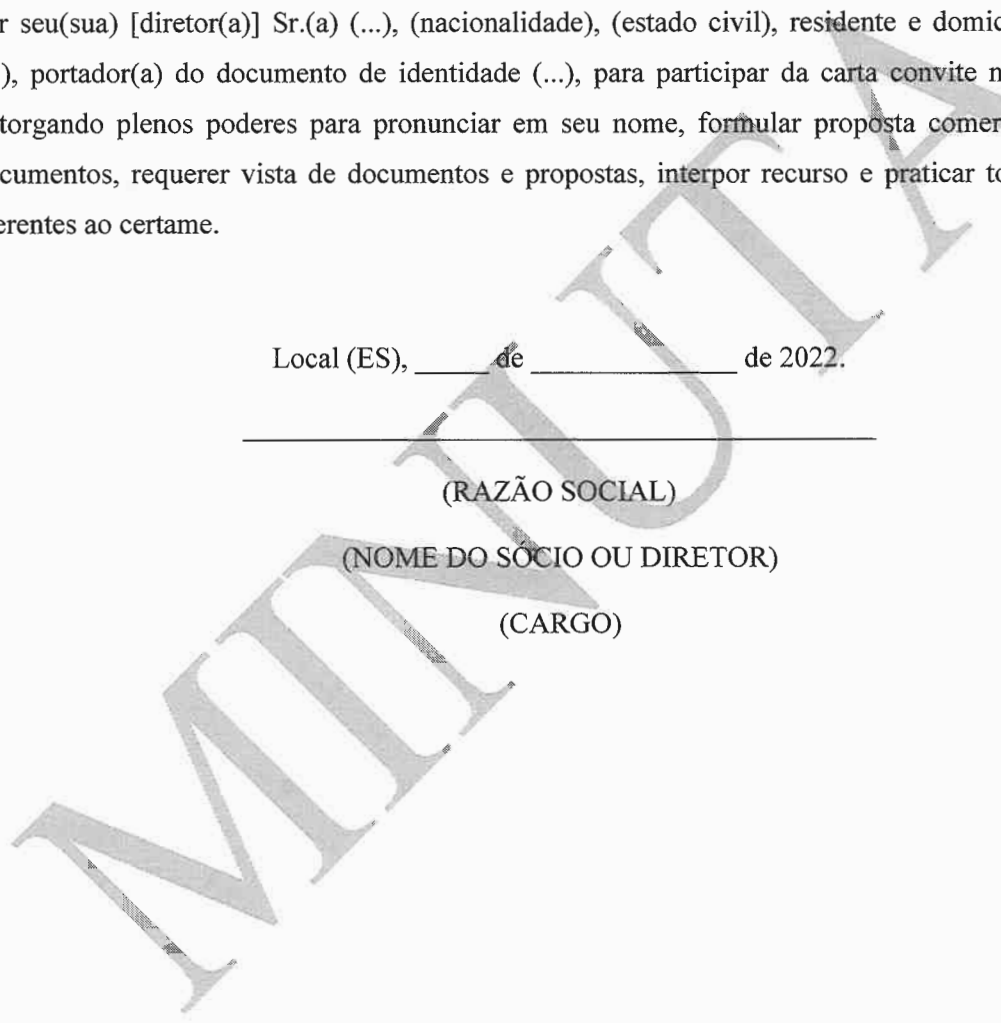 r seu(sua) [diretor(a)] Sr.(a) (...), (nacionalidade), (estado civil), residente e domic
), portador(a) do documento de identidade (...), para participar da carta convite n
torgando plenos poderes para pronunciar em seu nome, formular proposta comer
cumentos, requerer vista de documentos e propostas, interpor recurso e praticar to
erentes ao certame.
Local (ES), _____ de ______________ de 2022.
(RAZÃO SOCIAL)
(NOME DO SÓCIO OU DIRETOR)
(CARGO)
MINUTA